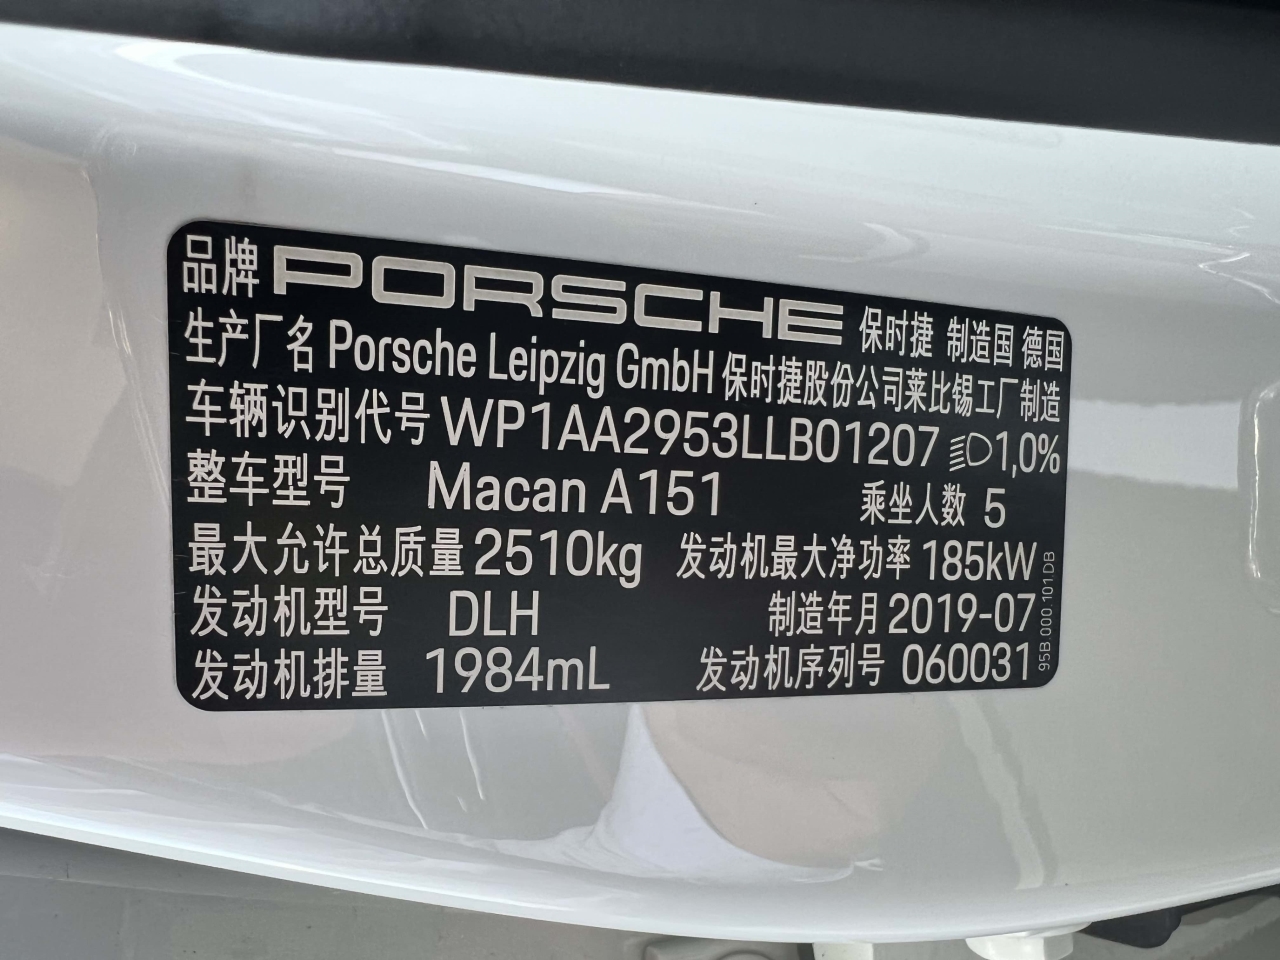 品牌 PORSCHE 保时捷 制造国 德国
生产厂名 Porsche Leipzig GmbH 保时捷股份公司莱比锡工厂制造
车辆识别代号 WP1AA2953LLB01207 1,0%
整车型号 Macan A151 乘坐人数 5
最大允许总质量 2510kg 发动机最大净功率 185kW
发动机型号 DLH 制造年月 2019-07
发动机排量 1984mL 发动机序列号 060031
95B.000.101.DB